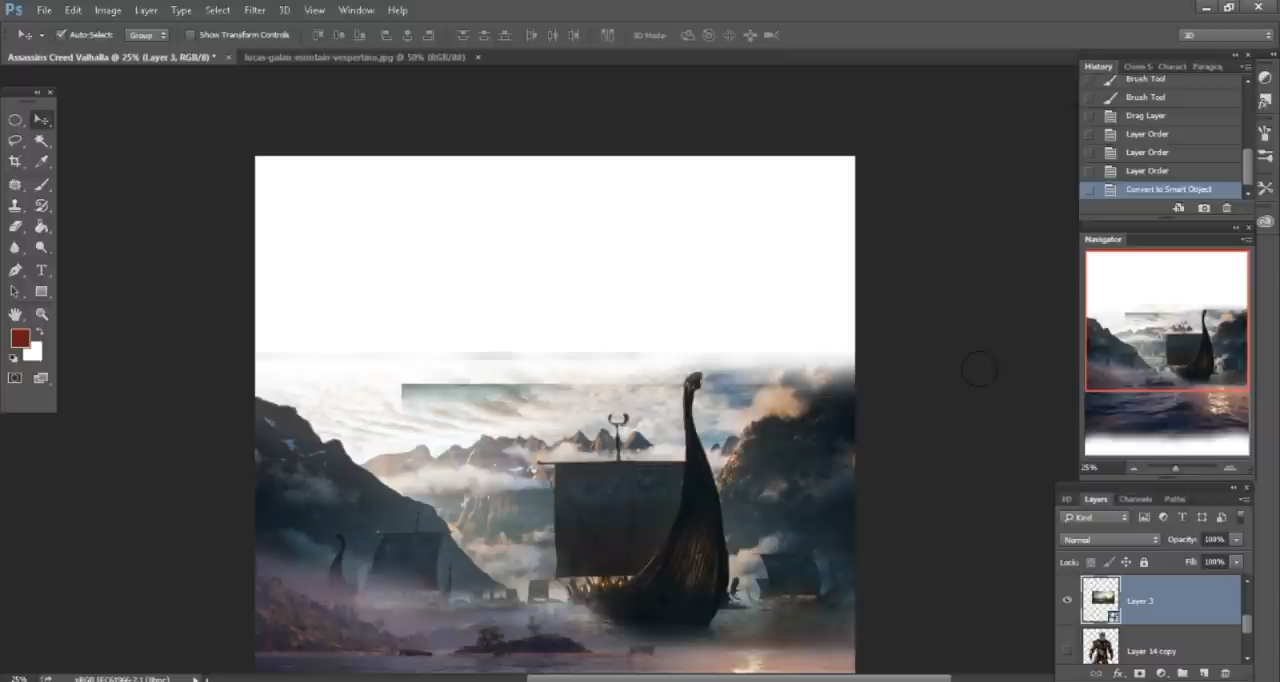 Ps File Edit Image Layer Type Select Filter 3D View Window Help
Auto-Select: Group Show Transform Controls 3D Mode: 3D
Assassins Creed Valhalla @ 25% (Layer 3, RGB/8) * × lucas-galan-montain-vespertino.jpg @ 50% (RGB/8#) ×
History Clone S Charact Paragra
Brush Tool
Brush Tool
Drag Layer
Layer Order
Layer Order
Layer Order
Convert to Smart Object
Navigator
25%
3D Layers Channels Paths
Kind
Normal Opacity: 100%
Lock: Fill: 100%
Layer 3
Layer 14 copy
25% sRGB IEC61966-2.1 (8bpc)